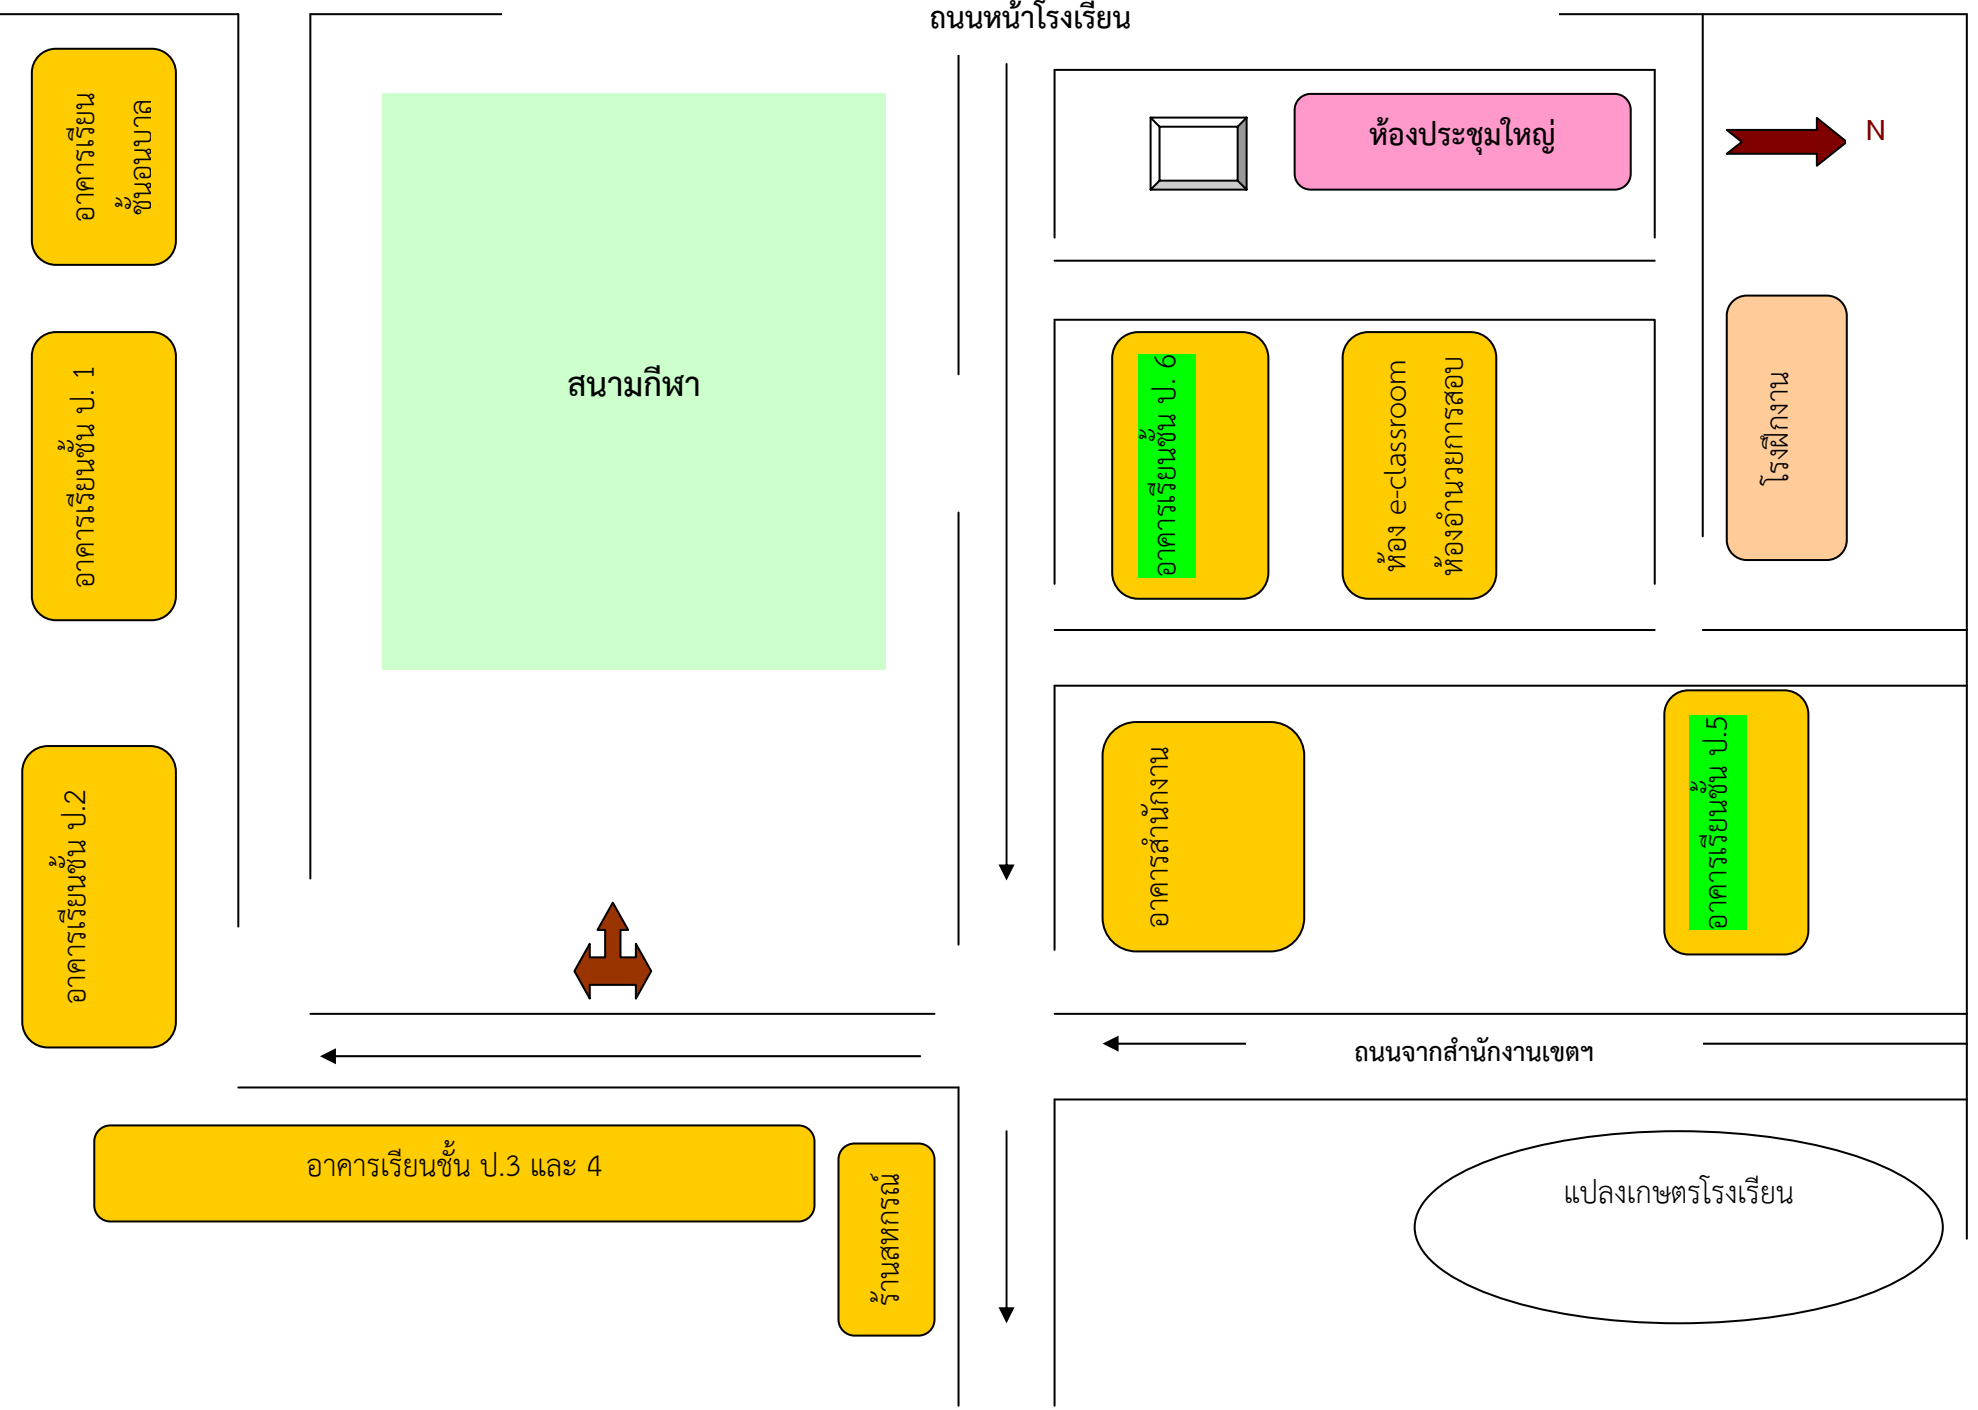 ถนนหน้าโรงเรียน
อาคารเรียน
ชั้นอนุบาล
ห้องประชุมใหญ่
N
อาคารเรียนชั้น ป. 1
สนามกีฬา
อาคารเรียนชั้น ป. 6
ห้อง e-classroom
ห้องอำนวยการสอบ
โรงฝึกงาน
อาคารเรียนชั้น ป.2
อาคารสำนักงาน
อาคารเรียนชั้น ป.5
ถนนจากสำนักงานเขตฯ
อาคารเรียนชั้น ป.3 และ 4
ร้านสหกรณ์
แปลงเกษตรโรงเรียน